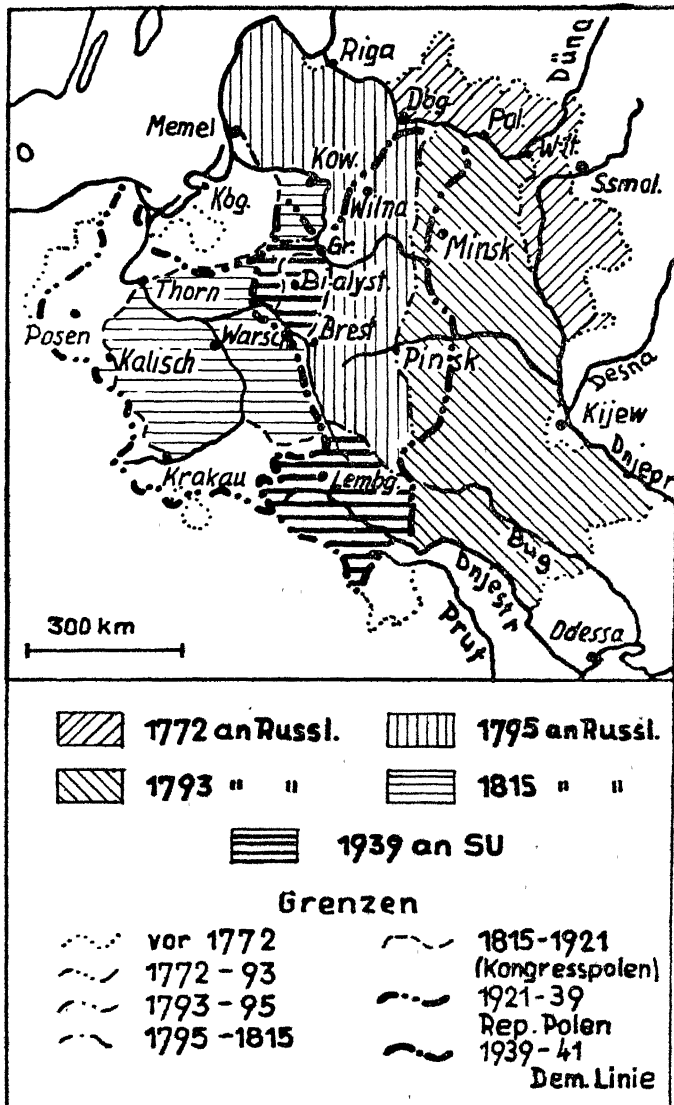 Riga
Düna
Dbg.
Pol.
Memel
Wit.
Kow.
Ssmol.
Kbg.
Wilna
Gr.
Minsk
Bialyst.
Thorn
Posen
Warsch.
Brest
Kalisch
Pinsk
Desna
Kijew
Krakau
Lembg.
Dnjepr
Bug
Dnjestr
300 km
Prut
Odessa
1772 an Russl.
1795 an Russl.
1793 " "
1815 " "
1939 an SU
Grenzen
vor 1772
1772-93
1793-95
1795-1815
1815-1921
(Kongresspolen)
1921-39
Rep. Polen
1939-41
Dem. Linie